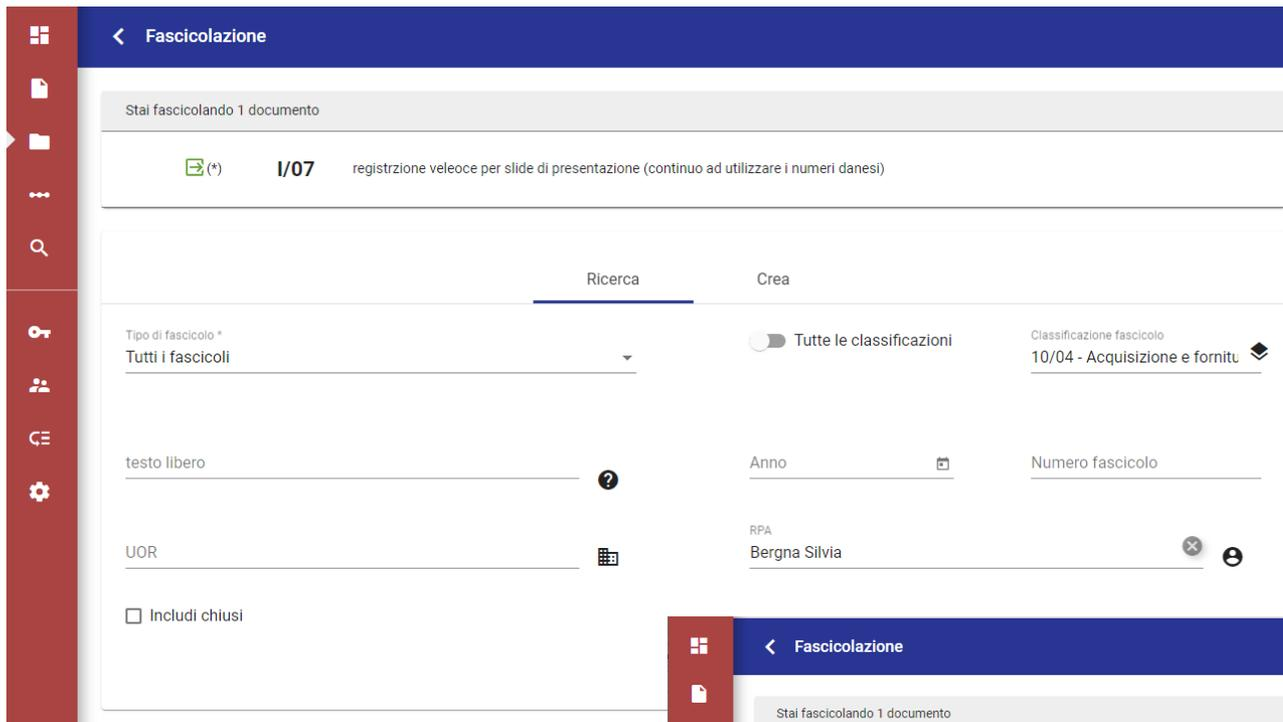 Fascicolazione
Stai fascicolando 1 documento
(*) I/07 registrzione veleoce per slide di presentazione (continuo ad utilizzare i numeri danesi)
Ricerca Crea
Tipo di fascicolo *
Tutti i fascicoli
Tutte le classificazioni
Classificazione fascicolo
10/04 - Acquisizione e fornitu
testo libero
Anno
Numero fascicolo
UOR
RPA
Bergna Silvia
Includi chiusi
Fascicolazione
Stai fascicolando 1 documento